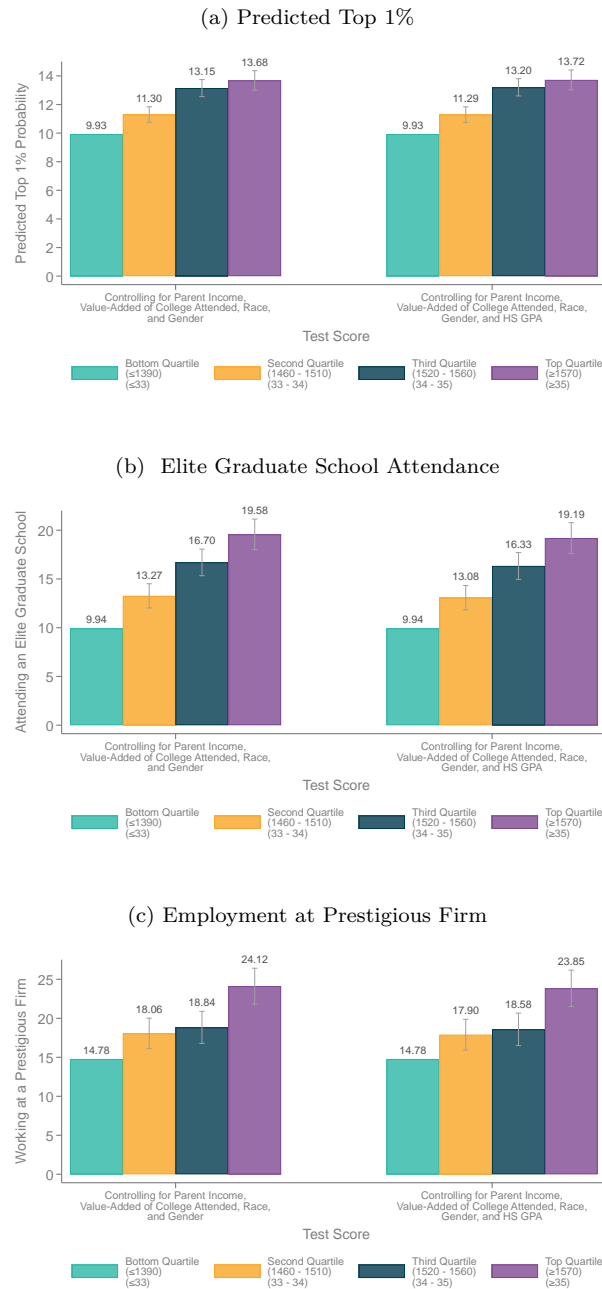 (a) Predicted Top 1%
Predicted Top 1% Probability
14
12
10
8
6
4
2
0
9.93
11.30
13.15
13.68
9.93
11.29
13.20
13.72
Controlling for Parent Income,
Value-Added of College Attended, Race,
and Gender
Controlling for Parent Income,
Value-Added of College Attended, Race,
Gender, and HS GPA
Test Score
Bottom Quartile
(≤1390)
(≤33)
Second Quartile
(1460 - 1510)
(33 - 34)
Third Quartile
(1520 - 1560)
(34 - 35)
Top Quartile
(≥1570)
(≥35)
(b) Elite Graduate School Attendance
Attending an Elite Graduate School
20
15
10
5
0
9.94
13.27
16.70
19.58
9.94
13.08
16.33
19.19
Controlling for Parent Income,
Value-Added of College Attended, Race,
and Gender
Controlling for Parent Income,
Value-Added of College Attended, Race,
Gender, and HS GPA
Test Score
Bottom Quartile
(≤1390)
(≤33)
Second Quartile
(1460 - 1510)
(33 - 34)
Third Quartile
(1520 - 1560)
(34 - 35)
Top Quartile
(≥1570)
(≥35)
(c) Employment at Prestigious Firm
Working at a Prestigious Firm
25
20
15
10
5
0
14.78
18.06
18.84
24.12
14.78
17.90
18.58
23.85
Controlling for Parent Income,
Value-Added of College Attended, Race,
and Gender
Controlling for Parent Income,
Value-Added of College Attended, Race,
Gender, and HS GPA
Test Score
Bottom Quartile
(≤1390)
(≤33)
Second Quartile
(1460 - 1510)
(33 - 34)
Third Quartile
(1520 - 1560)
(34 - 35)
Top Quartile
(≥1570)
(≥35)